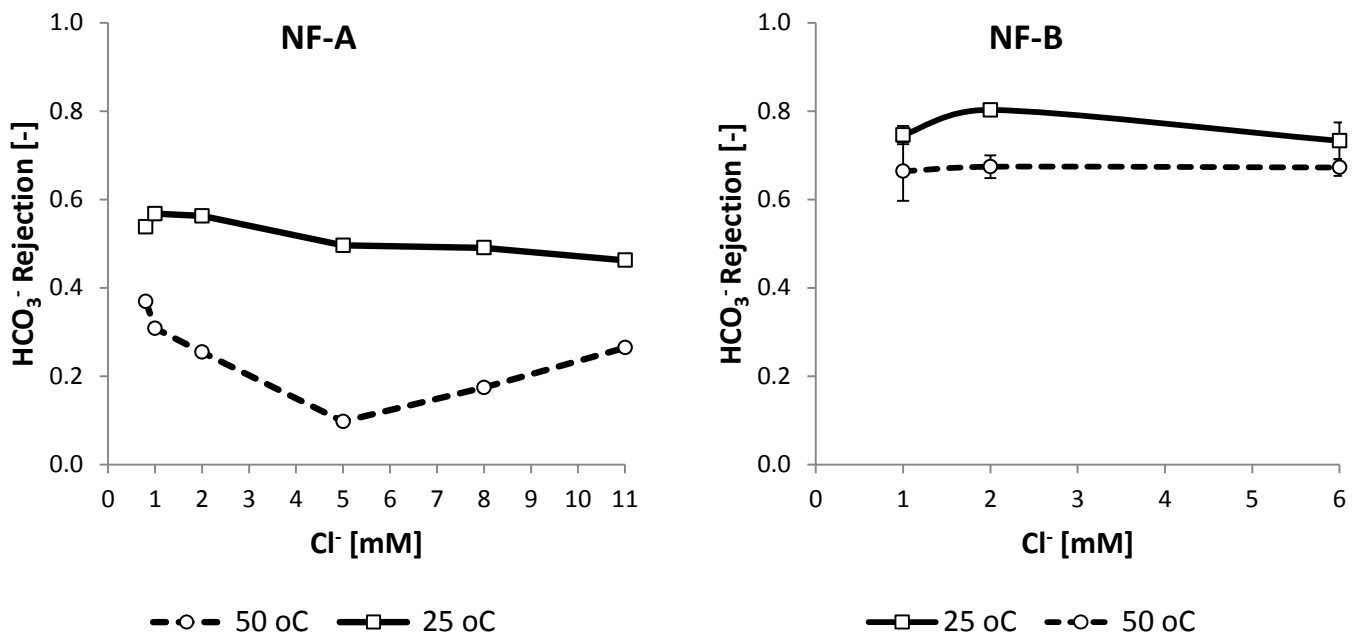 NF-A
1.0
0.8
0.6
0.4
0.2
0.0
HCO₃⁻ Rejection [-]
0 1 2 3 4 5 6 7 8 9 10 11
Cl⁻ [mM]
50 oC 25 oC
NF-B
1.0
0.8
0.6
0.4
0.2
0.0
HCO₃⁻ Rejection [-]
0 1 2 3 4 5 6
Cl⁻ [mM]
25 oC 50 oC